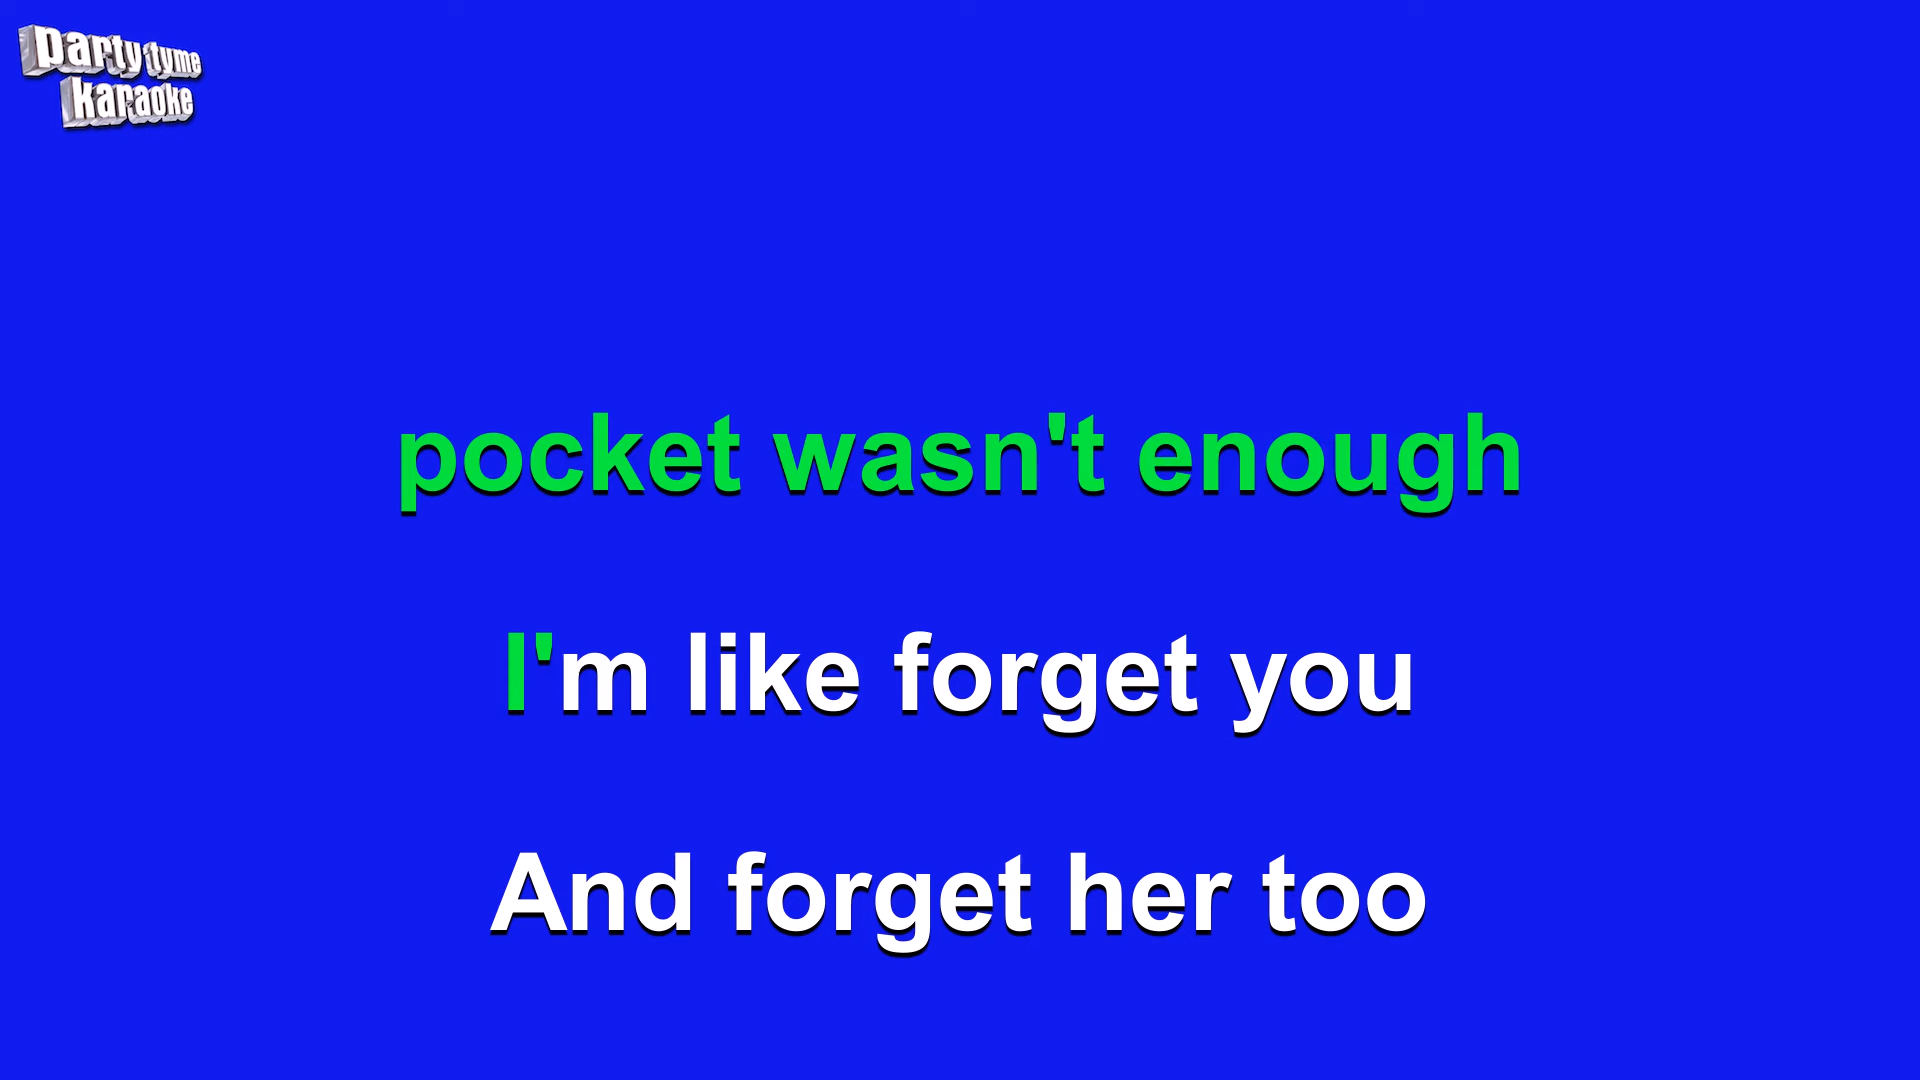 party tyme
karaoke
pocket wasn't enough
I'm like forget you
And forget her too